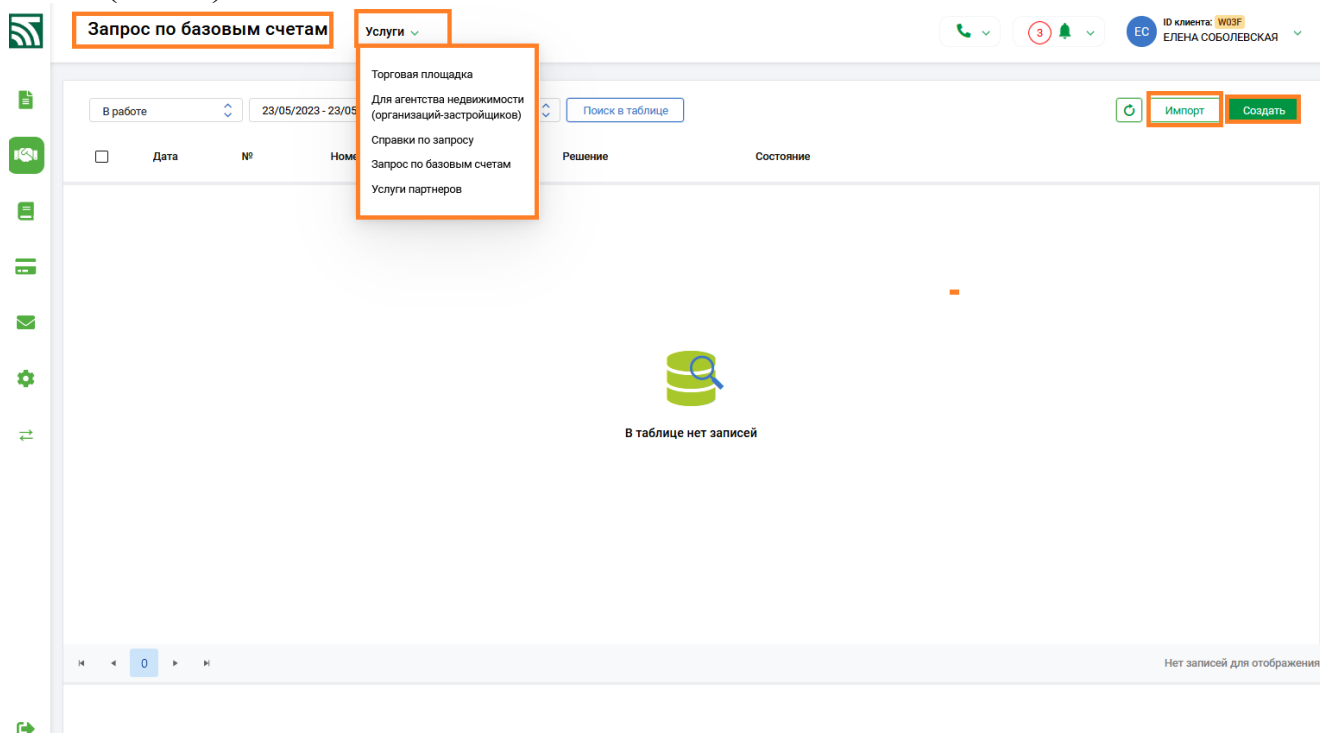 Запрос по базовым счетам
Услуги
3
EC
ID клиента: W03F
ЕЛЕНА СОБОЛЕВСКАЯ
Торговая площадка
Для агентства недвижимости
(организаций-застройщиков)
Справки по запросу
Запрос по базовым счетам
Услуги партнеров
В работе
23/05/2023 - 23/05
Поиск в таблице
Импорт
Создать
Дата
№
Решение
Состояние
В таблице нет записей
0
Нет записей для отображения